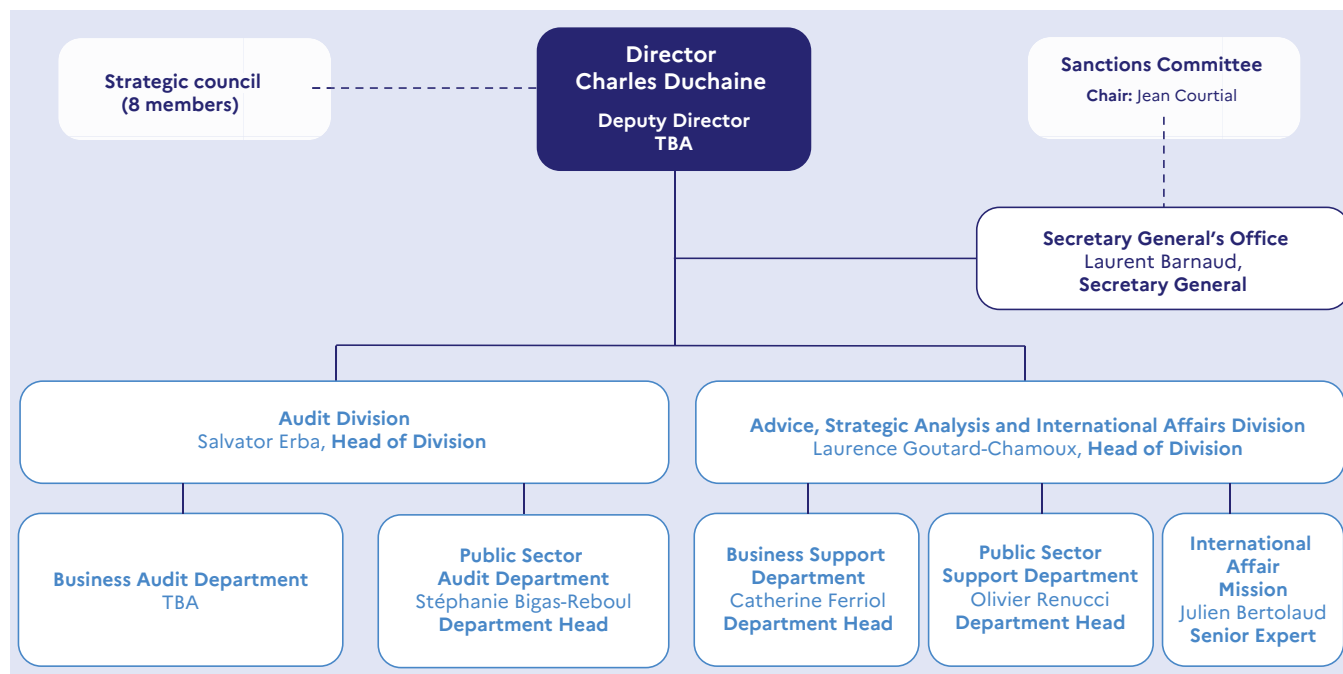 Strategic council
(8 members)
Director
Charles Duchaine
Deputy Director
TBA
Sanctions Committee
Chair: Jean Courtial
Secretary General’s Office
Laurent Barnaud,
Secretary General
Audit Division
Salvator Erba, Head of Division
Advice, Strategic Analysis and International Affairs Division
Laurence Goutard-Chamoux, Head of Division
Business Audit Department
TBA
Public Sector
Audit Department
Stéphanie Bigas-Reboul
Department Head
Business Support
Department
Catherine Ferriol
Department Head
Public Sector
Support Department
Olivier Renucci
Department Head
International
Affair
Mission
Julien Bertolaud
Senior Expert